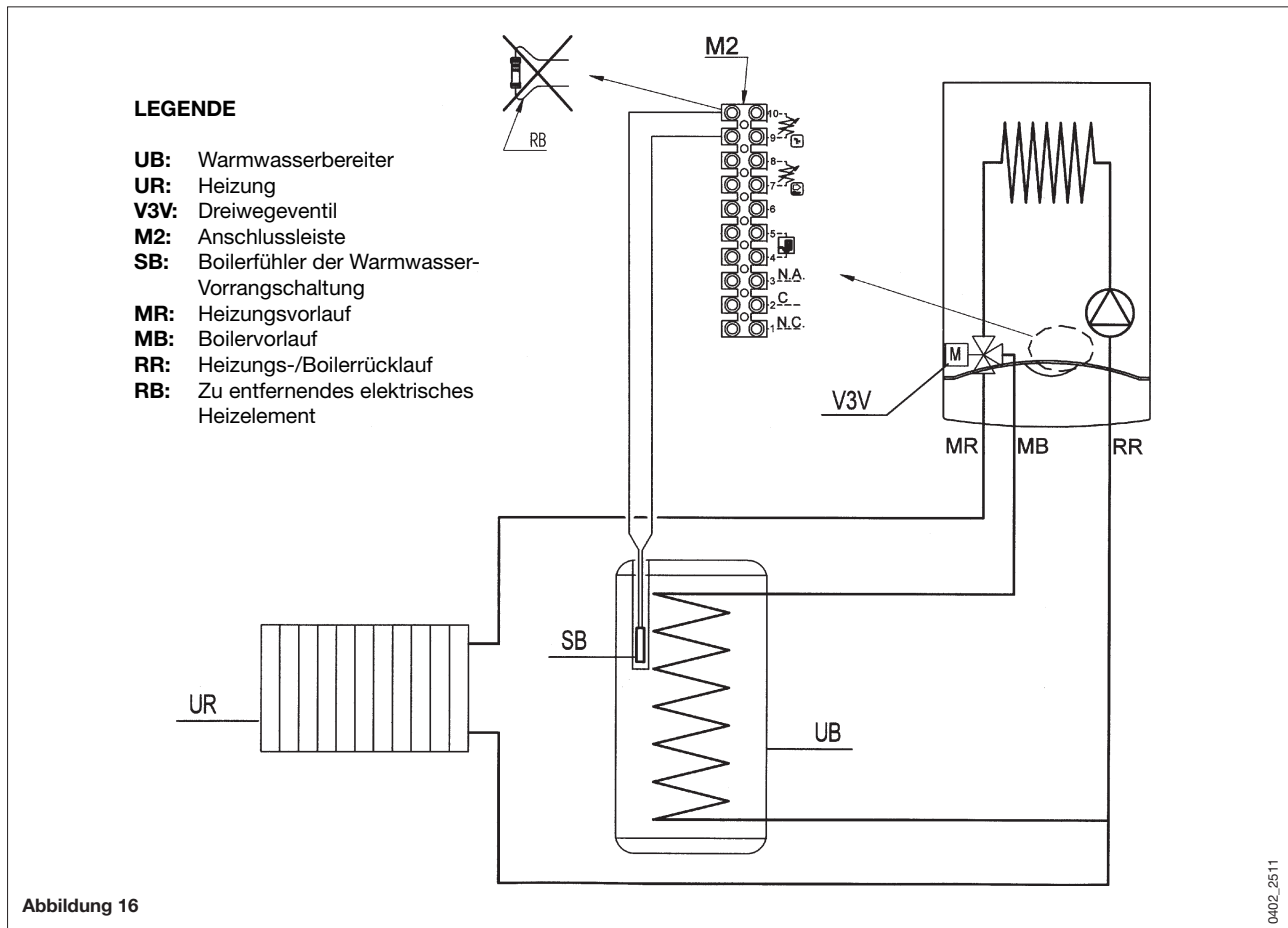 M2
RB
LEGENDE
UB: Warmwasserbereiter
UR: Heizung
V3V: Dreiwegeventil
M2: Anschlussleiste
SB: Boilerfühler der Warmwasser-
Vorrangschaltung
MR: Heizungsvorlauf
MB: Boilervorlauf
RR: Heizungs-/Boilerrücklauf
RB: Zu entfernendes elektrisches
Heizelement
10
9
8
7
6
5
4
3 N.A.
2 C
1 N.C.
M
V3V
MR
MB
RR
SB
UR
UB
Abbildung 16
0402_2511